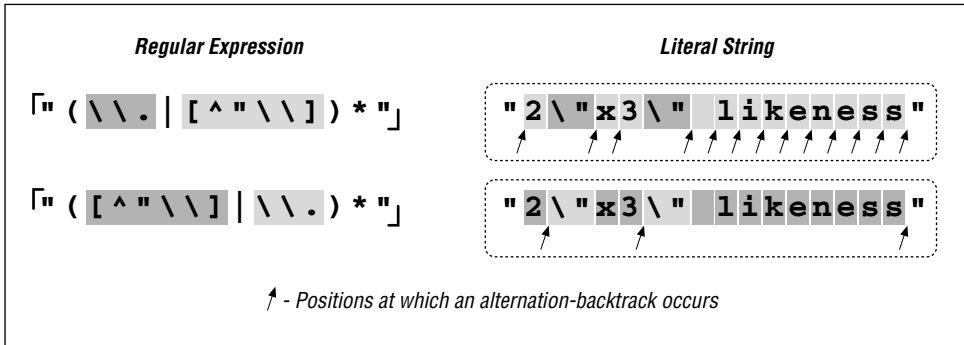 Regular Expression    Literal String
「"(\\.|[^"\\])*"」    "2\"x3\" likeness"
「"([^"\\]|\\.)*"」    "2\"x3\" likeness"
- Positions at which an alternation-backtrack occurs